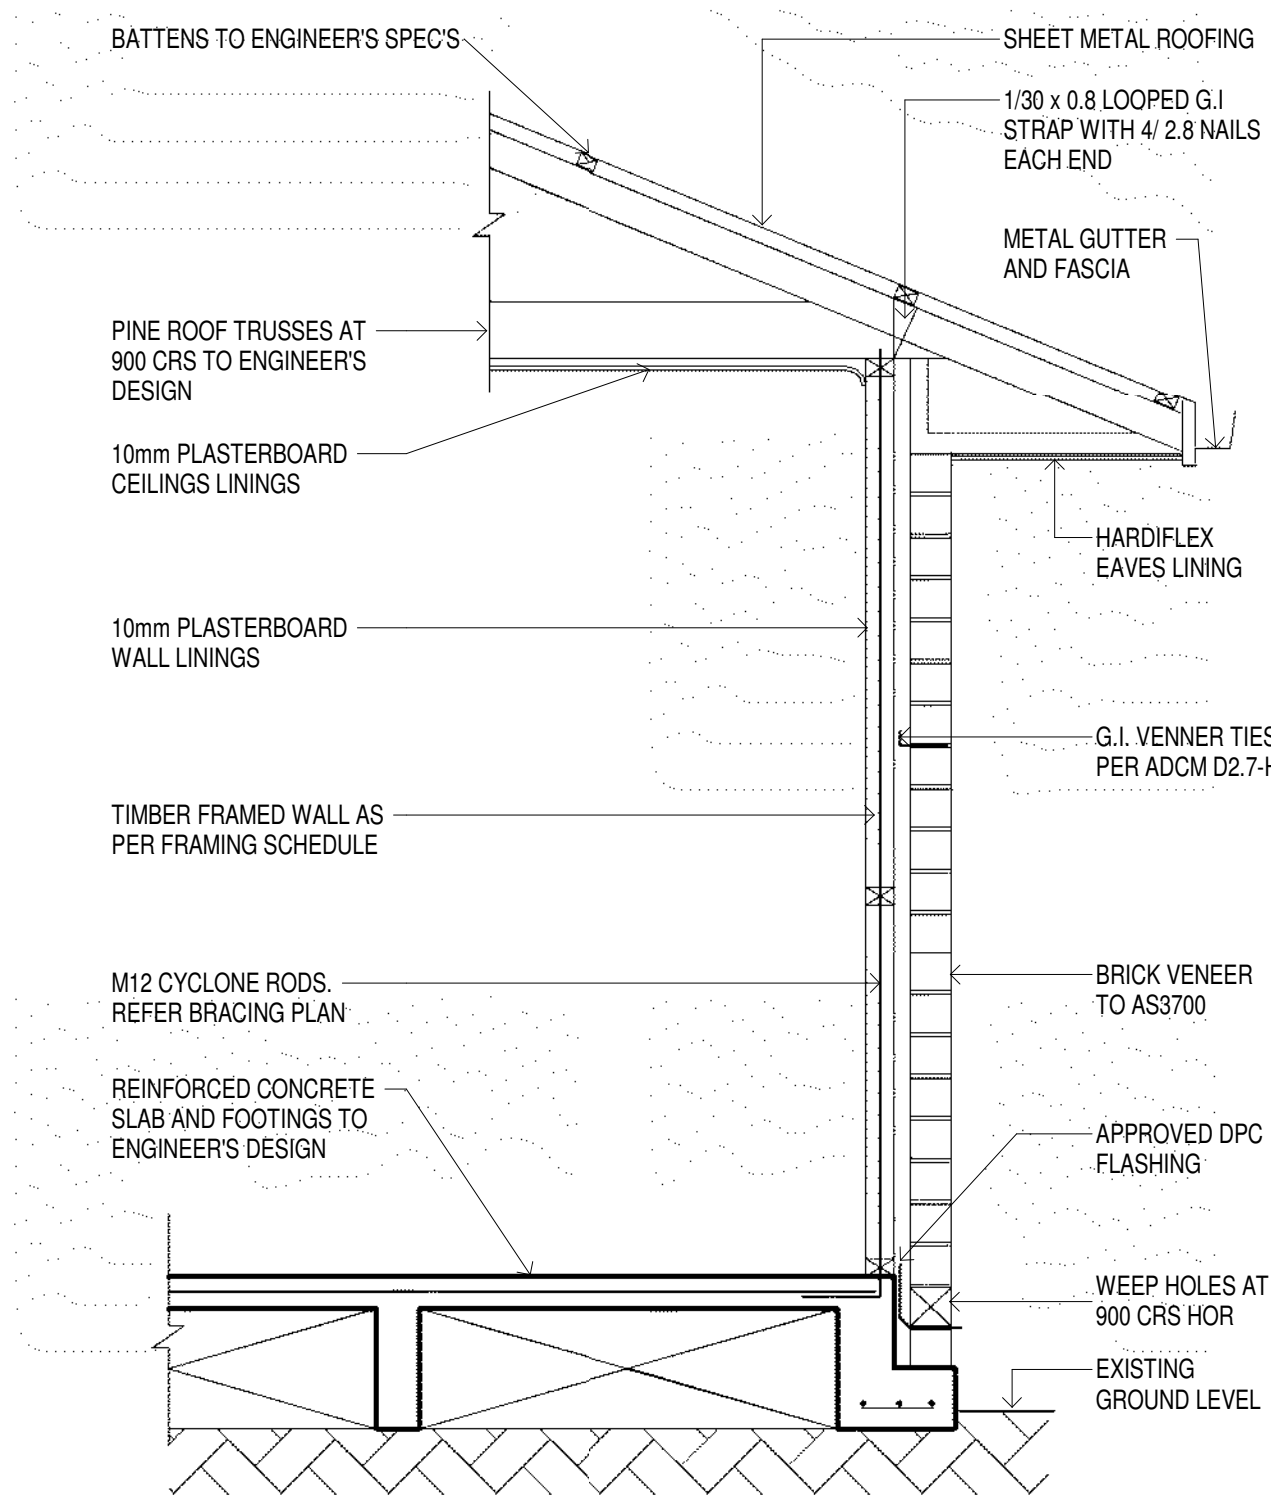 BATTENS TO ENGINEER'S SPEC'S
SHEET METAL ROOFING
1/30 x 0.8 LOOPED G.I
STRAP WITH 4/ 2.8 NAILS
EACH END
METAL GUTTER
AND FASCIA
PINE ROOF TRUSSES AT
900 CRS TO ENGINEER'S
DESIGN
10mm PLASTERBOARD
CEILINGS LININGS
HARDIFLEX
EAVES LINING
10mm PLASTERBOARD
WALL LININGS
G.I. VENNER TIES
PER ADCM D2.7-H
TIMBER FRAMED WALL AS
PER FRAMING SCHEDULE
M12 CYCLONE RODS.
REFER BRACING PLAN
BRICK VENEER
TO AS3700
REINFORCED CONCRETE
SLAB AND FOOTINGS TO
ENGINEER'S DESIGN
APPROVED DPC
FLASHING
WEEP HOLES AT
900 CRS HOR
EXISTING
GROUND LEVEL